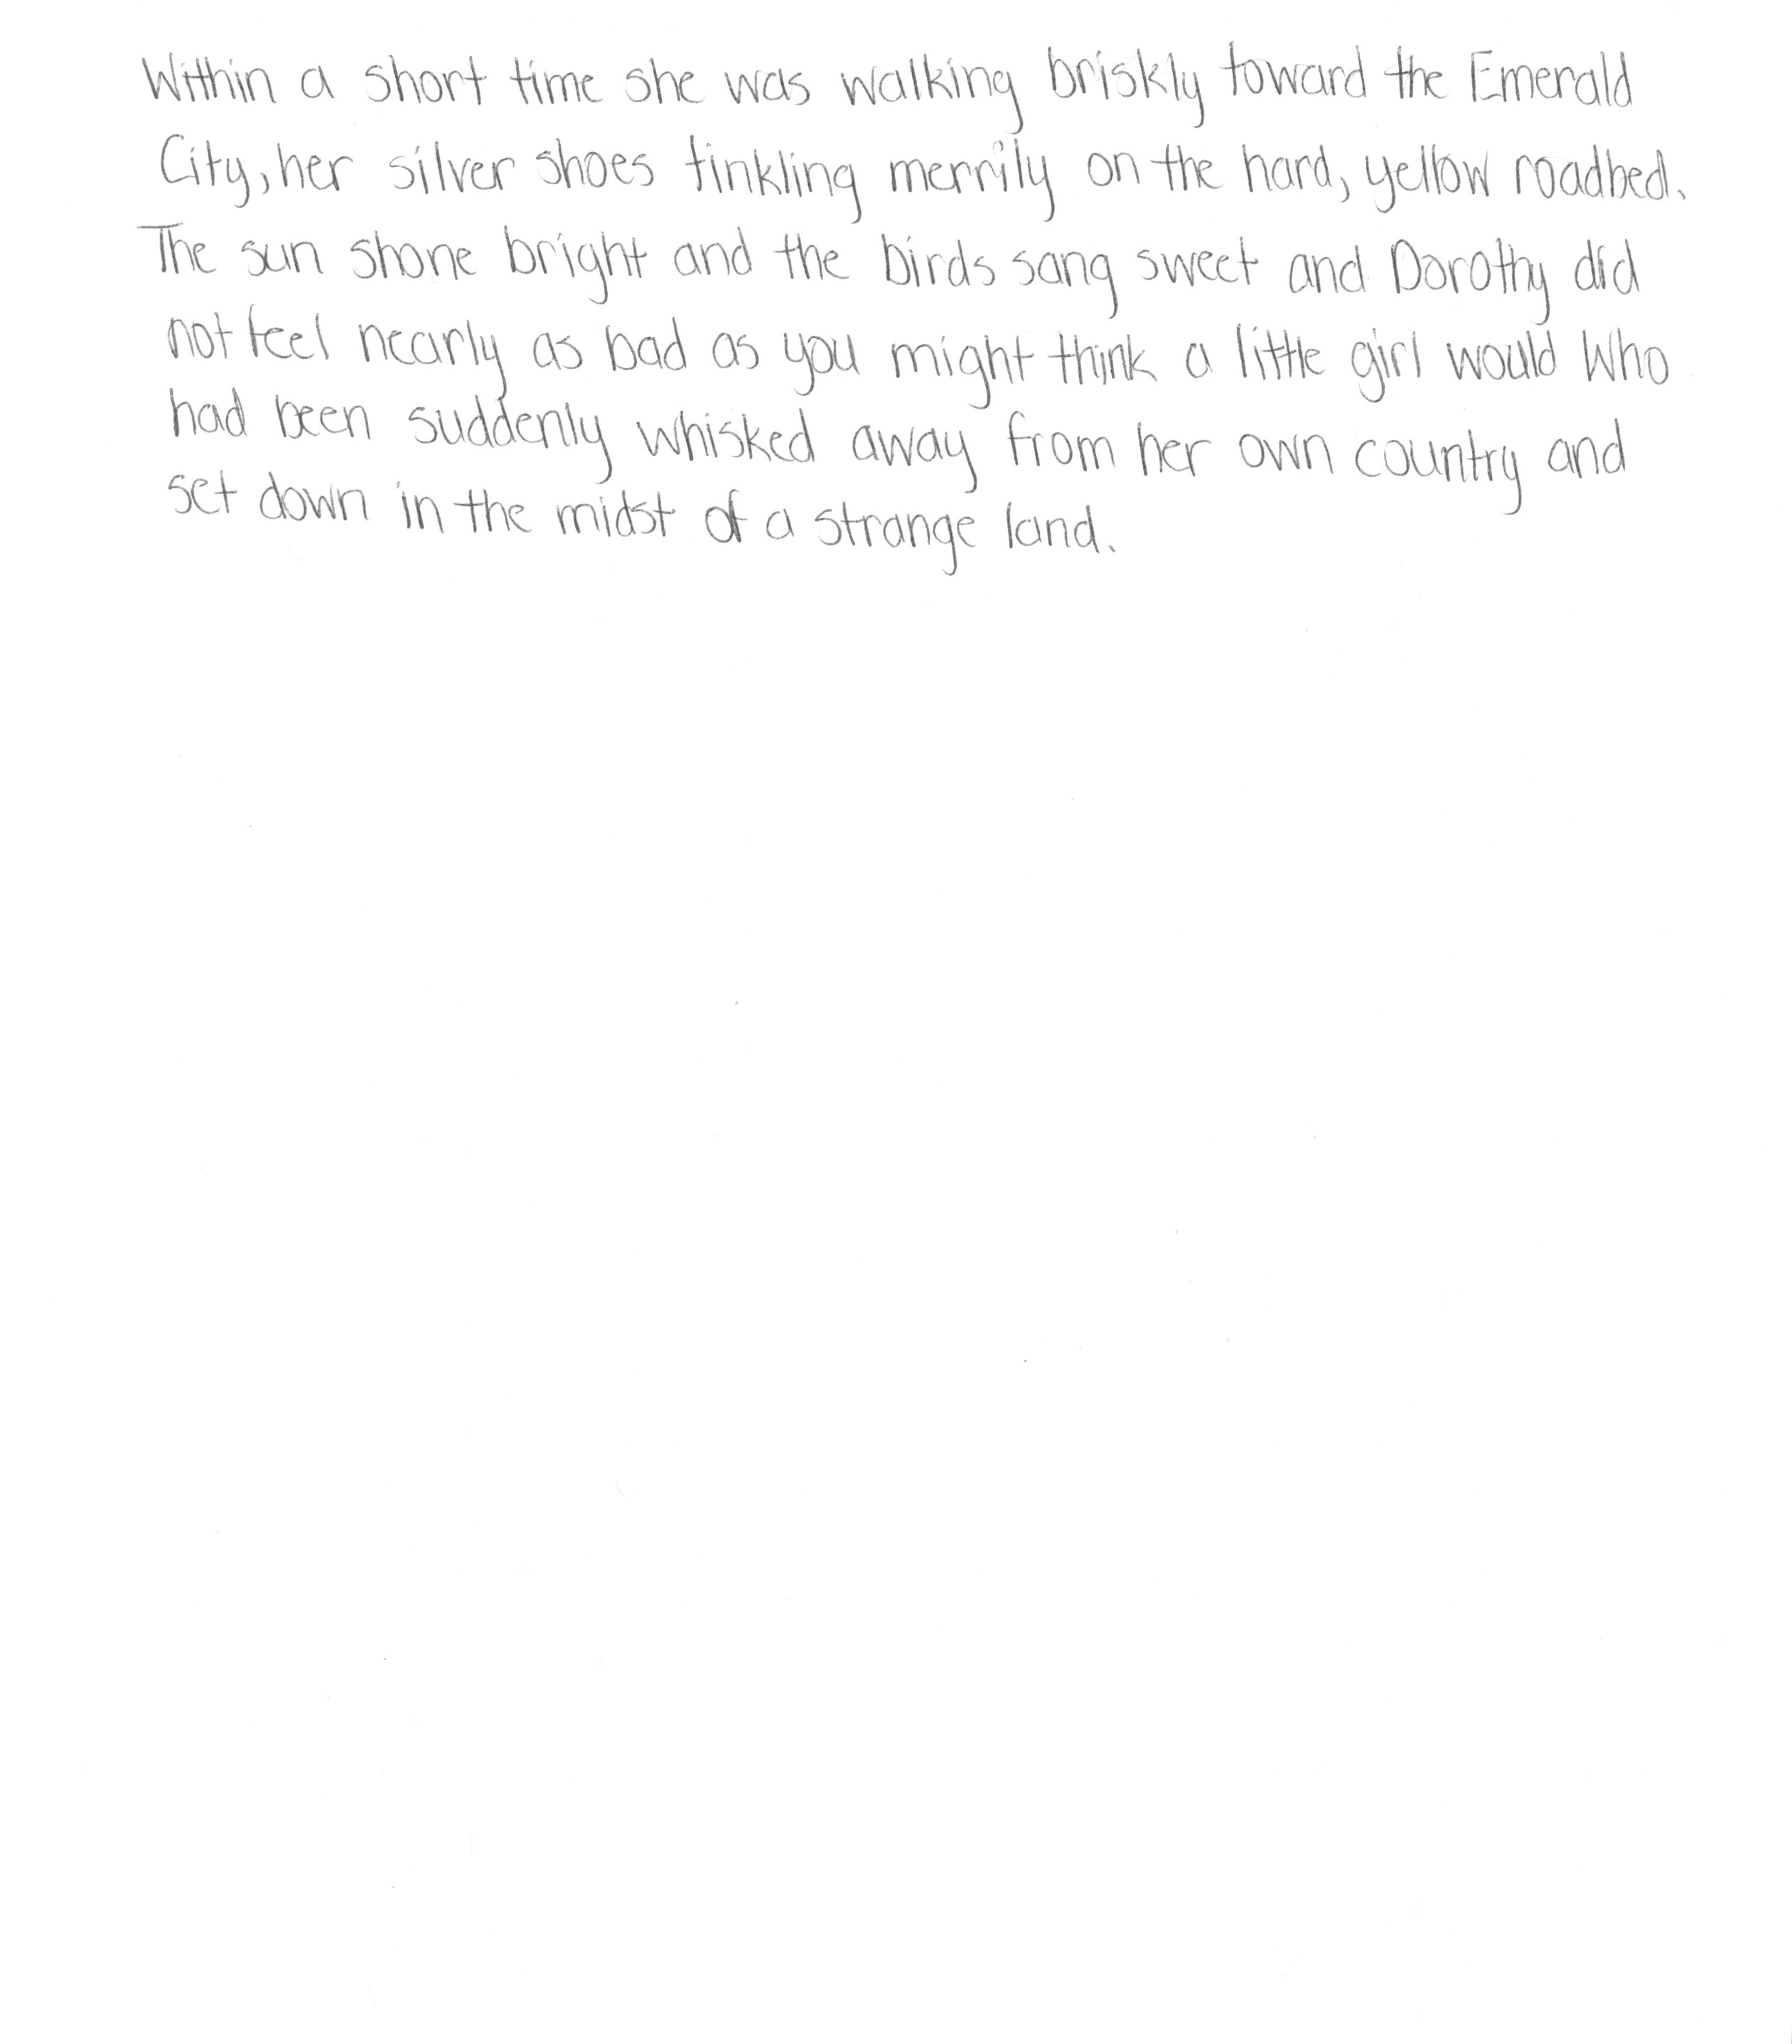 Within a short time she was walking briskly toward the Emerald
City, her silver shoes tinkling merrily on the hard, yellow roadbed.
The sun shone bright and the birds sang sweet and Dorothy did
not feel nearly as bad as you might think a little girl would who
had been suddenly whisked away from her own country and
set down in the midst of a strange land.